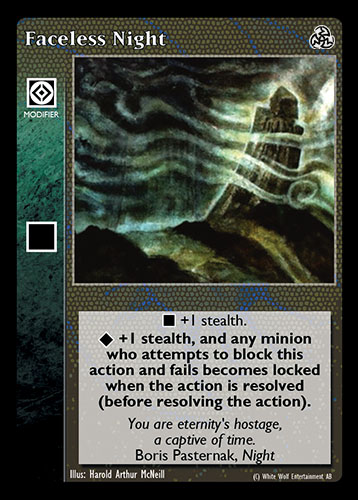 Faceless Night
MODIFIER
+1 stealth.
+1 stealth, and any minion
who attempts to block this
action and fails becomes locked
when the action is resolved
(before resolving the action).
You are eternity's hostage,
a captive of time.
Boris Pasternak, Night
Illus: Harold Arthur McNeill
(C) White Wolf Entertainment AB